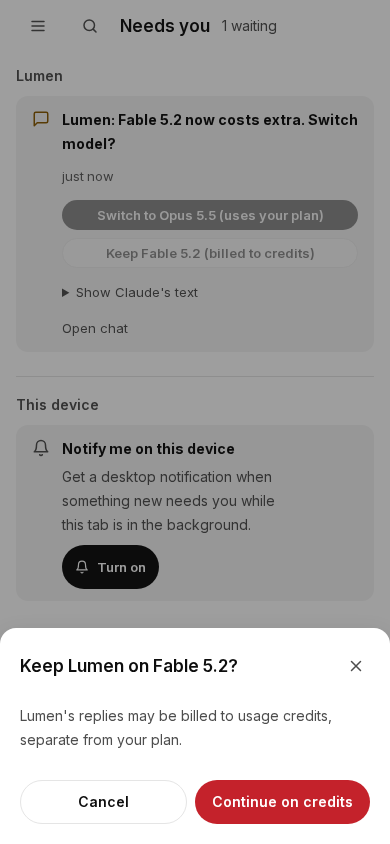 Needs you 1 waiting
Lumen
Lumen: Fable 5.2 now costs extra. Switch
model?
just now
Switch to Opus 5.5 (uses your plan)
Keep Fable 5.2 (billed to credits)
Show Claude's text
Open chat
This device
Notify me on this device
Get a desktop notification when
something new needs you while
this tab is in the background.
Turn on
Keep Lumen on Fable 5.2?
Lumen's replies may be billed to usage credits,
separate from your plan.
Cancel
Continue on credits